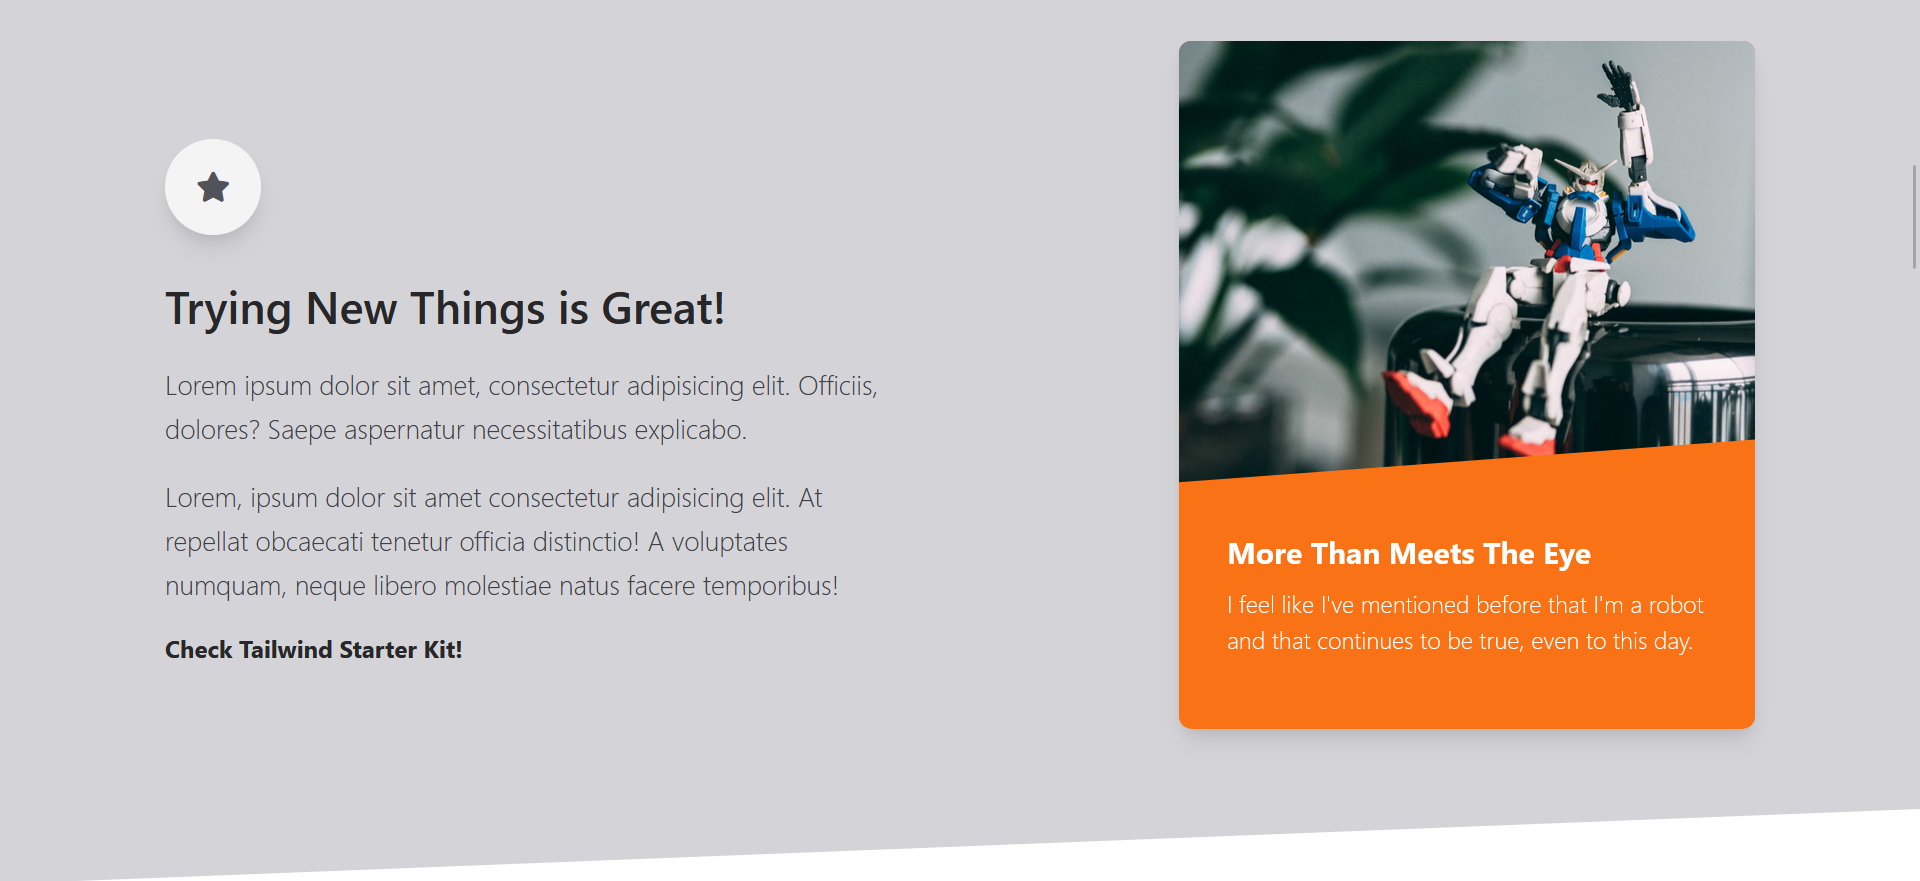 Trying New Things is Great!
Lorem ipsum dolor sit amet, consectetur adipisicing elit. Officiis,
dolores? Saepe aspernatur necessitatibus explicabo.
Lorem, ipsum dolor sit amet consectetur adipisicing elit. At
repellat obcaecati tenetur officia distinctio! A voluptates
numquam, neque libero molestiae natus facere temporibus!
Check Tailwind Starter Kit!
More Than Meets The Eye
I feel like I've mentioned before that I'm a robot
and that continues to be true, even to this day.